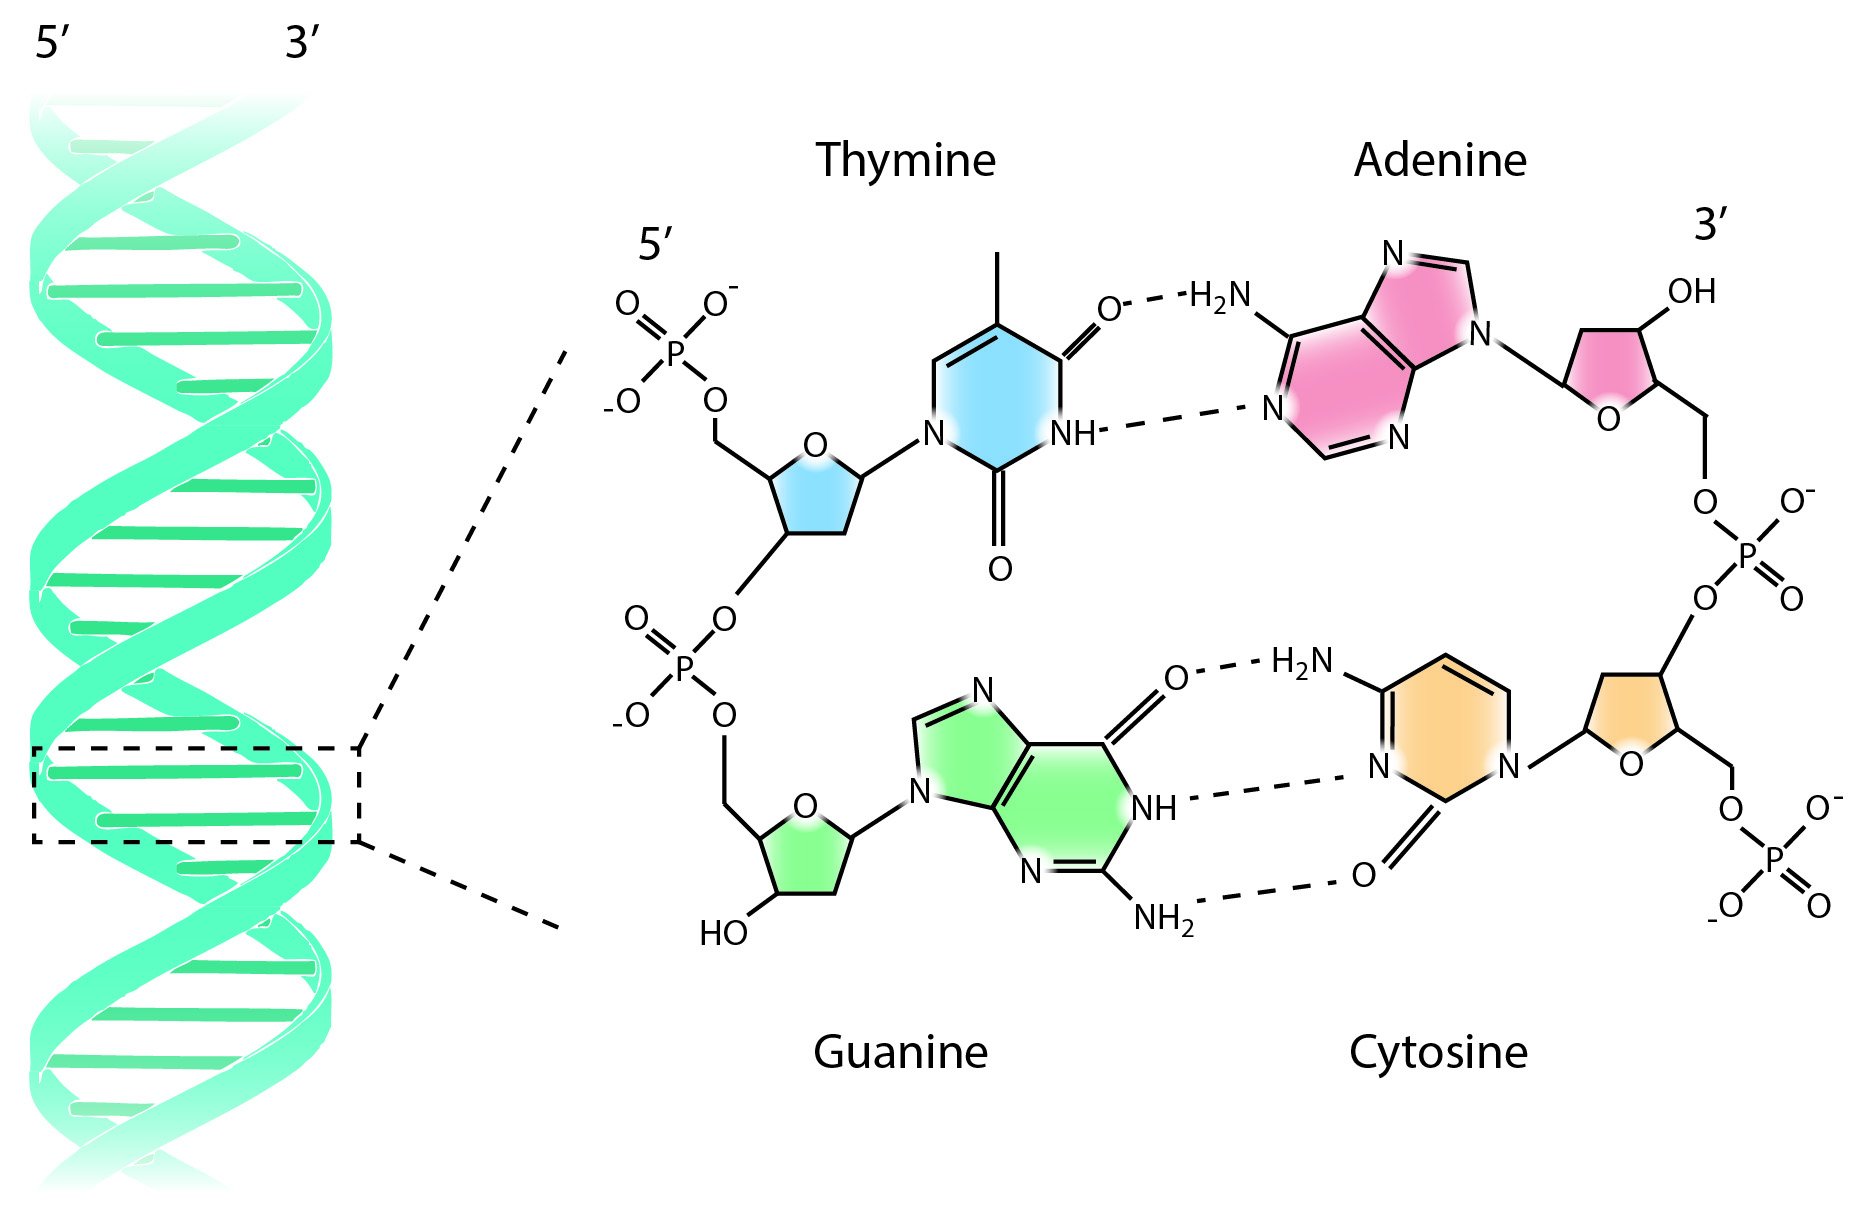 5′ 3′
Thymine Adenine
5′ 3′
O O-
P
-O O
O
N NH
O
O
H2N
N
N
N
N
OH
O
O O-
P
O O
O
O
P
-O O
N
O
NH
N
NH2
N
O
HO
H2N
N N
O
O
O O-
P
-O O
Guanine Cytosine